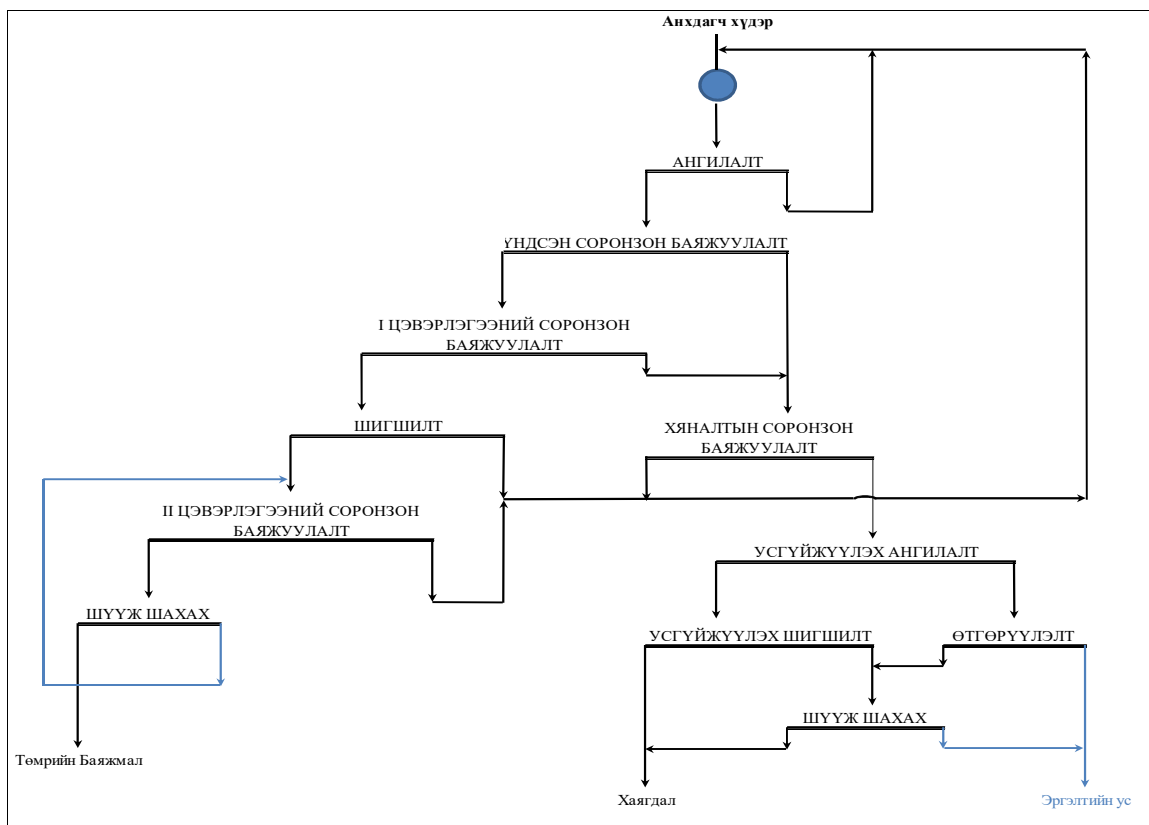 Анхдагч хүдэр
АНГИЛАЛТ
ҮНДСЭН СОРОНЗОН БАЯЖУУЛАЛТ
I ЦЭВЭРЛЭГЭЭНИЙ СОРОНЗОН
БАЯЖУУЛАЛТ
ШИГШИЛТ
ХЯНАЛТЫН СОРОНЗОН
БАЯЖУУЛАЛТ
II ЦЭВЭРЛЭГЭЭНИЙ СОРОНЗОН
БАЯЖУУЛАЛТ
УСГҮЙЖҮҮЛЭХ АНГИЛАЛТ
ШҮҮЖ ШАХАХ
УСГҮЙЖҮҮЛЭХ ШИГШИЛТ
ӨТГӨРҮҮЛЭЛТ
ШҮҮЖ ШАХАХ
Төмрийн Баяжмал
Хаягдал
Эргэлтийн ус